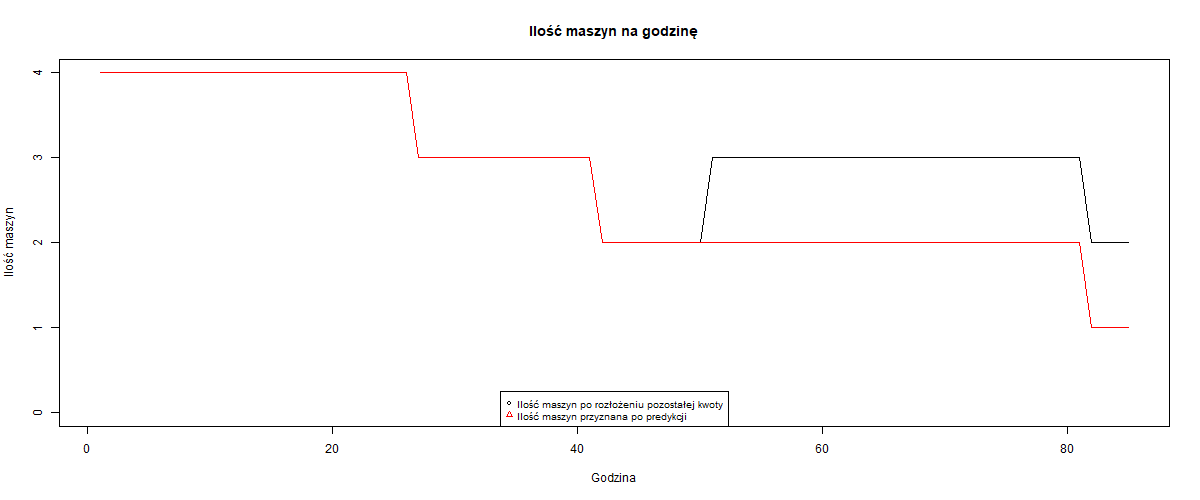 Ilość maszyn na godzinę
4
3
2
1
0
Ilość maszyn
Ilość maszyn po rozłożeniu pozostałej kwoty
Ilość maszyn przyznana po predykcji
0 20 40 60 80
Godzina